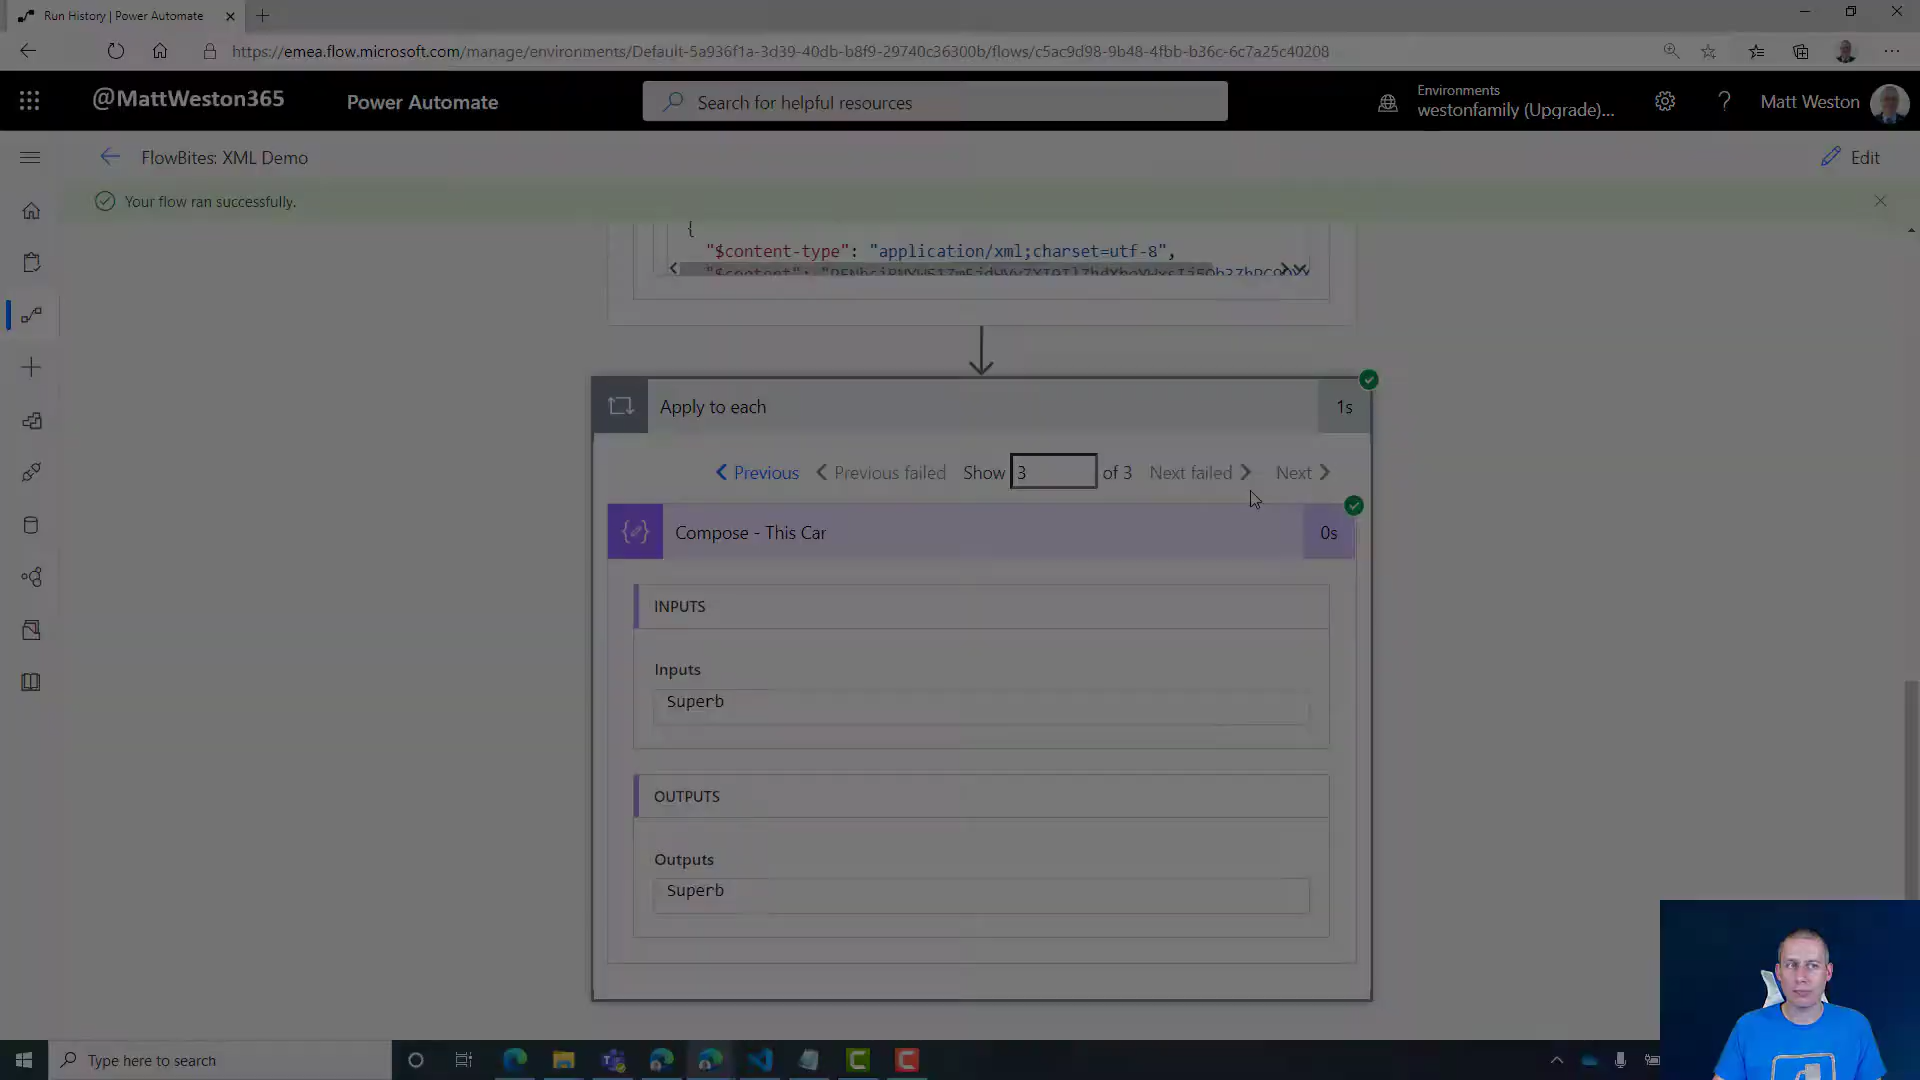 Run History | Power Automate
https://emea.flow.microsoft.com/manage/environments/Default-5a936f1a-3d39-40db-b8f9-29740c36300b/flows/c5ac9d98-9b48-4fbb-b36c-6c7a25c40208
@MattWeston365
Power Automate
Search for helpful resources
Environments
westonfamily (Upgrade)...
?
Matt Weston
FlowBites: XML Demo
Edit
Your flow ran successfully.
{
"$content-type": "application/xml;charset=utf-8",
"$content":
Apply to each
1s
Previous
Previous failed
Show
3
of 3
Next failed
Next
Compose - This Car
0s
INPUTS
Inputs
Superb
OUTPUTS
Outputs
Superb
Type here to search